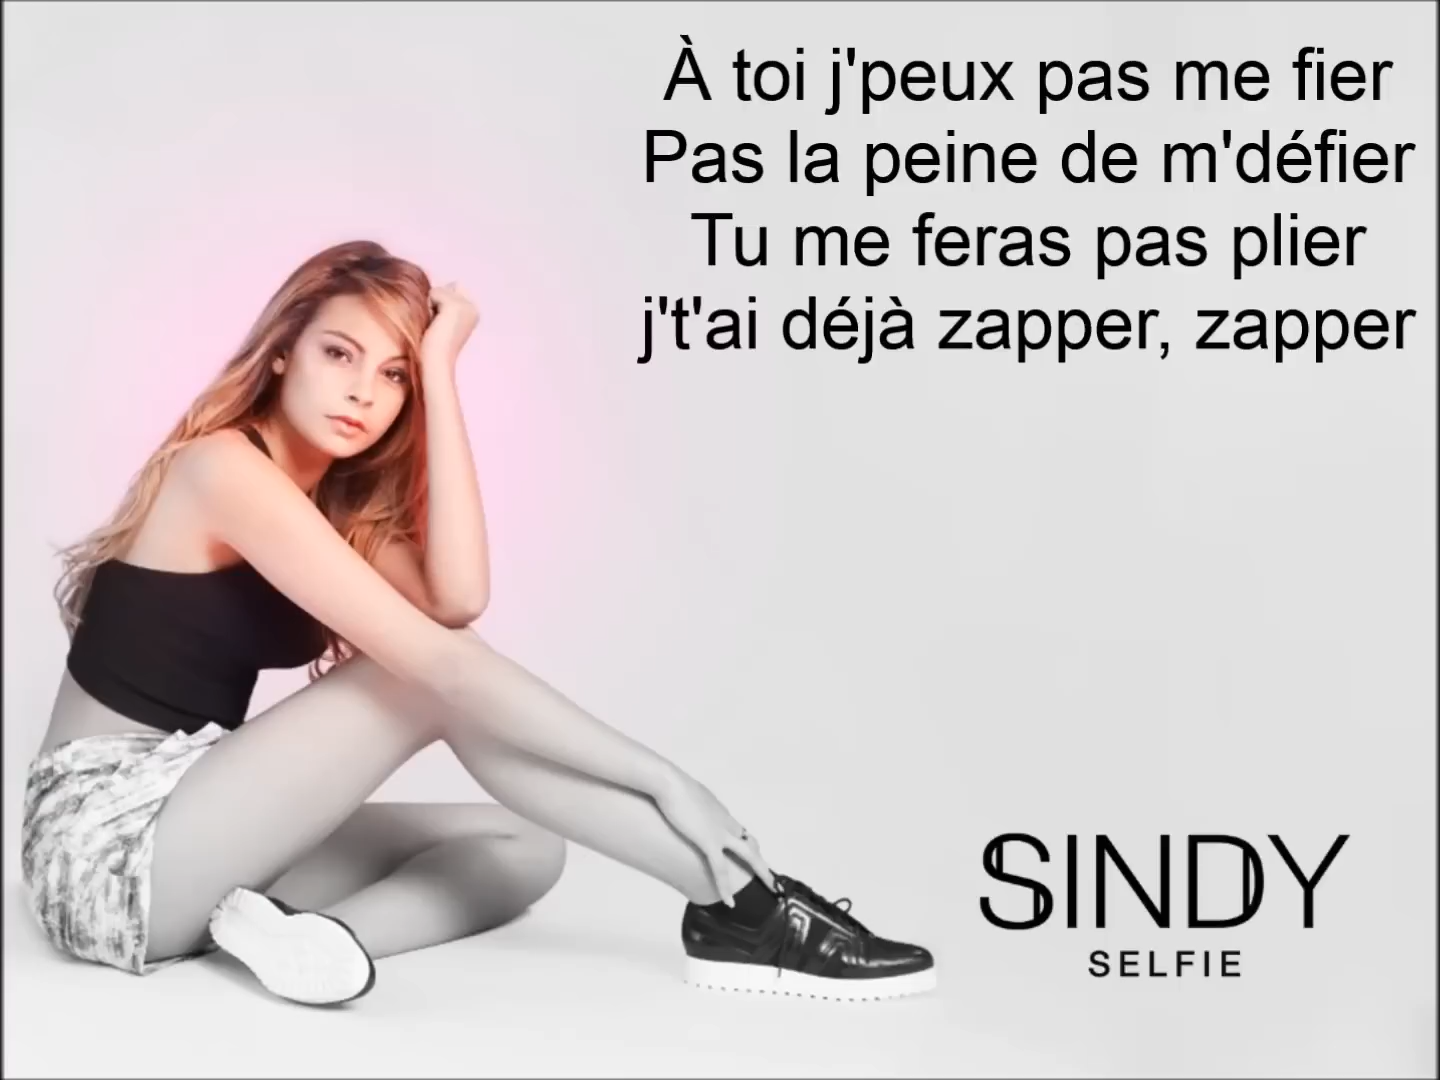 À toi j'peux pas me fier
Pas la peine de m'défier
Tu me feras pas plier
j't'ai déjà zapper, zapper
SINDY
SELFIE